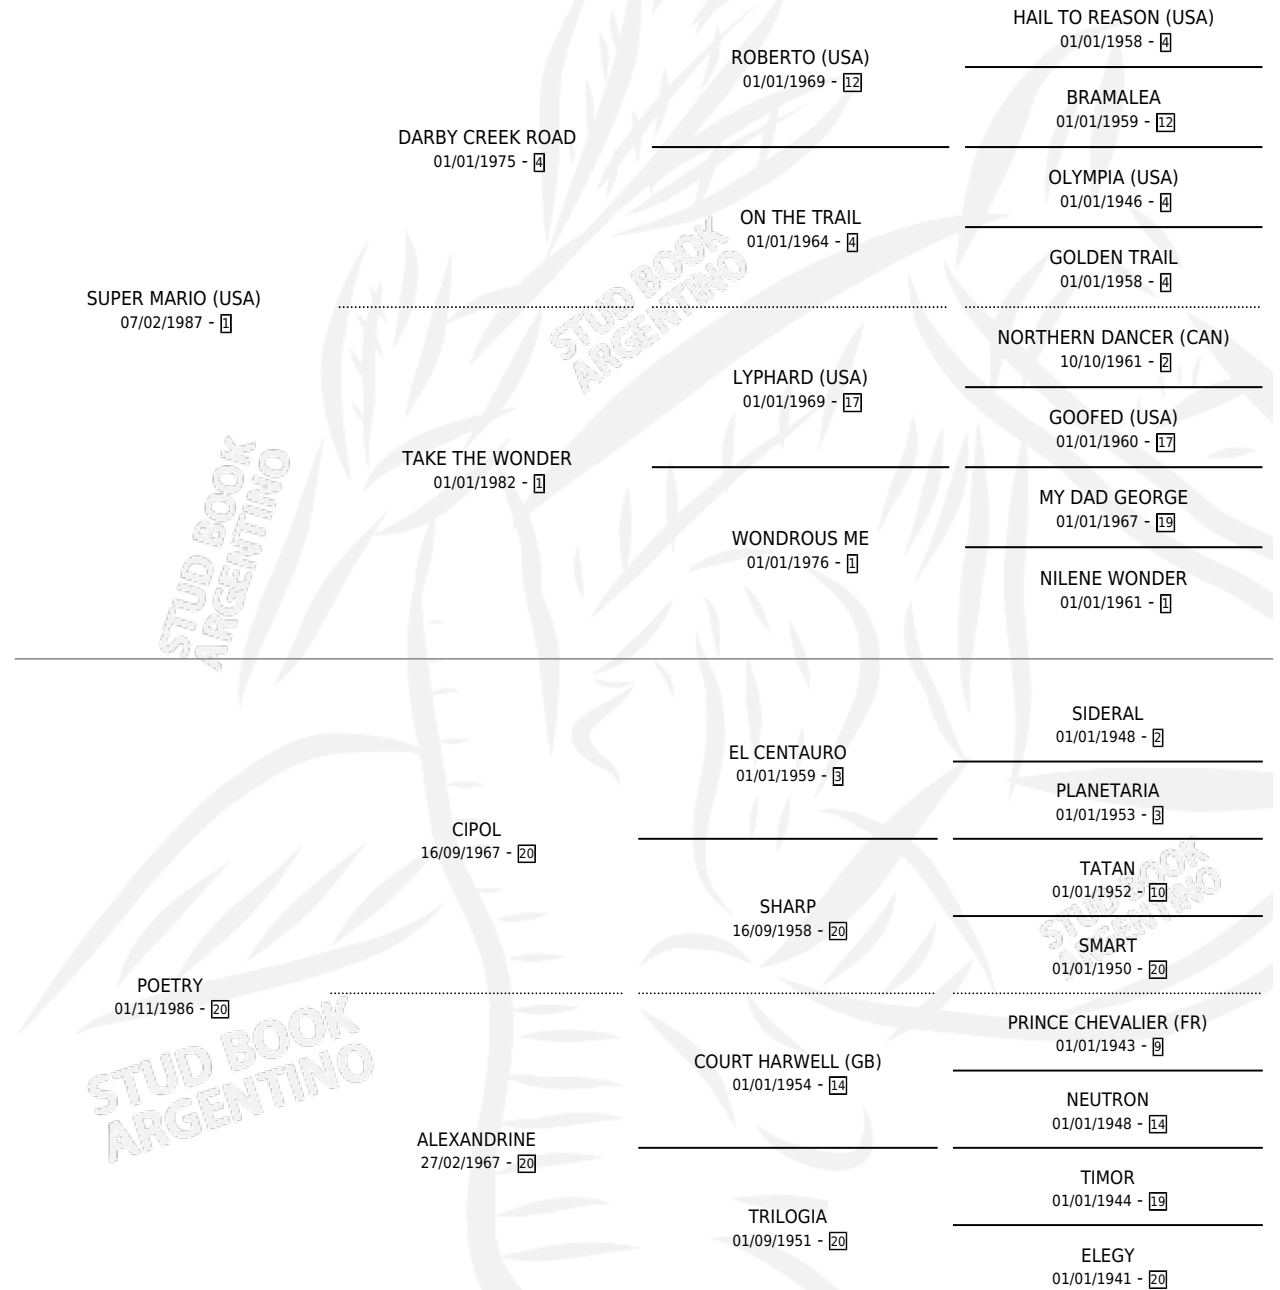 HAIL TO REASON (USA)
01/01/1958 - 4
ROBERTO (USA)
01/01/1969 - 12
BRAMALEA
01/01/1959 - 12
DARBY CREEK ROAD
01/01/1975 - 4
OLYMPIA (USA)
01/01/1946 - 4
ON THE TRAIL
01/01/1964 - 4
GOLDEN TRAIL
01/01/1958 - 4
SUPER MARIO (USA)
07/02/1987 - 1
NORTHERN DANCER (CAN)
10/10/1961 - 2
LYPHARD (USA)
01/01/1969 - 17
GOOFED (USA)
01/01/1960 - 17
TAKE THE WONDER
01/01/1982 - 1
MY DAD GEORGE
01/01/1967 - 19
WONDROUS ME
01/01/1976 - 1
NILENE WONDER
01/01/1961 - 1
STUD BOOK
ARGENTINO
STUD BOOK
ARGENTINO
SIDERAL
01/01/1948 - 2
EL CENTAURO
01/01/1959 - 3
PLANETARIA
01/01/1953 - 3
CIPOL
16/09/1967 - 20
TATAN
01/01/1952 - 10
SHARP
16/09/1958 - 20
SMART
01/01/1950 - 20
POETRY
01/11/1986 - 20
PRINCE CHEVALIER (FR)
01/01/1943 - 9
COURT HARWELL (GB)
01/01/1954 - 14
NEUTRON
01/01/1948 - 14
ALEXANDRINE
27/02/1967 - 20
TIMOR
01/01/1944 - 19
TRILOGIA
01/09/1951 - 20
ELEGY
01/01/1941 - 20
STUD BOOK
ARGENTINO
STUD BOOK
ARGENTINO